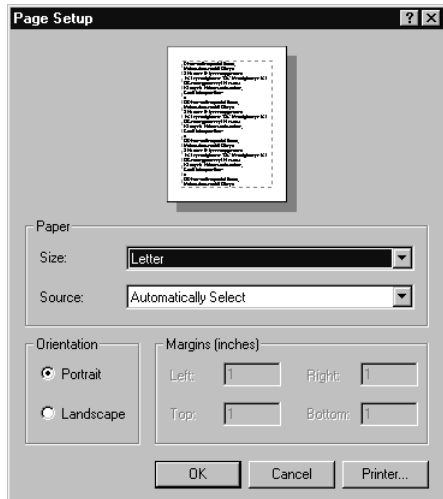 Page Setup
Paper
Size: Letter
Source: Automatically Select
Orientation
Portrait
Landscape
Margins (inches)
Left: 1 Right: 1
Top: 1 Bottom: 1
OK Cancel Printer...